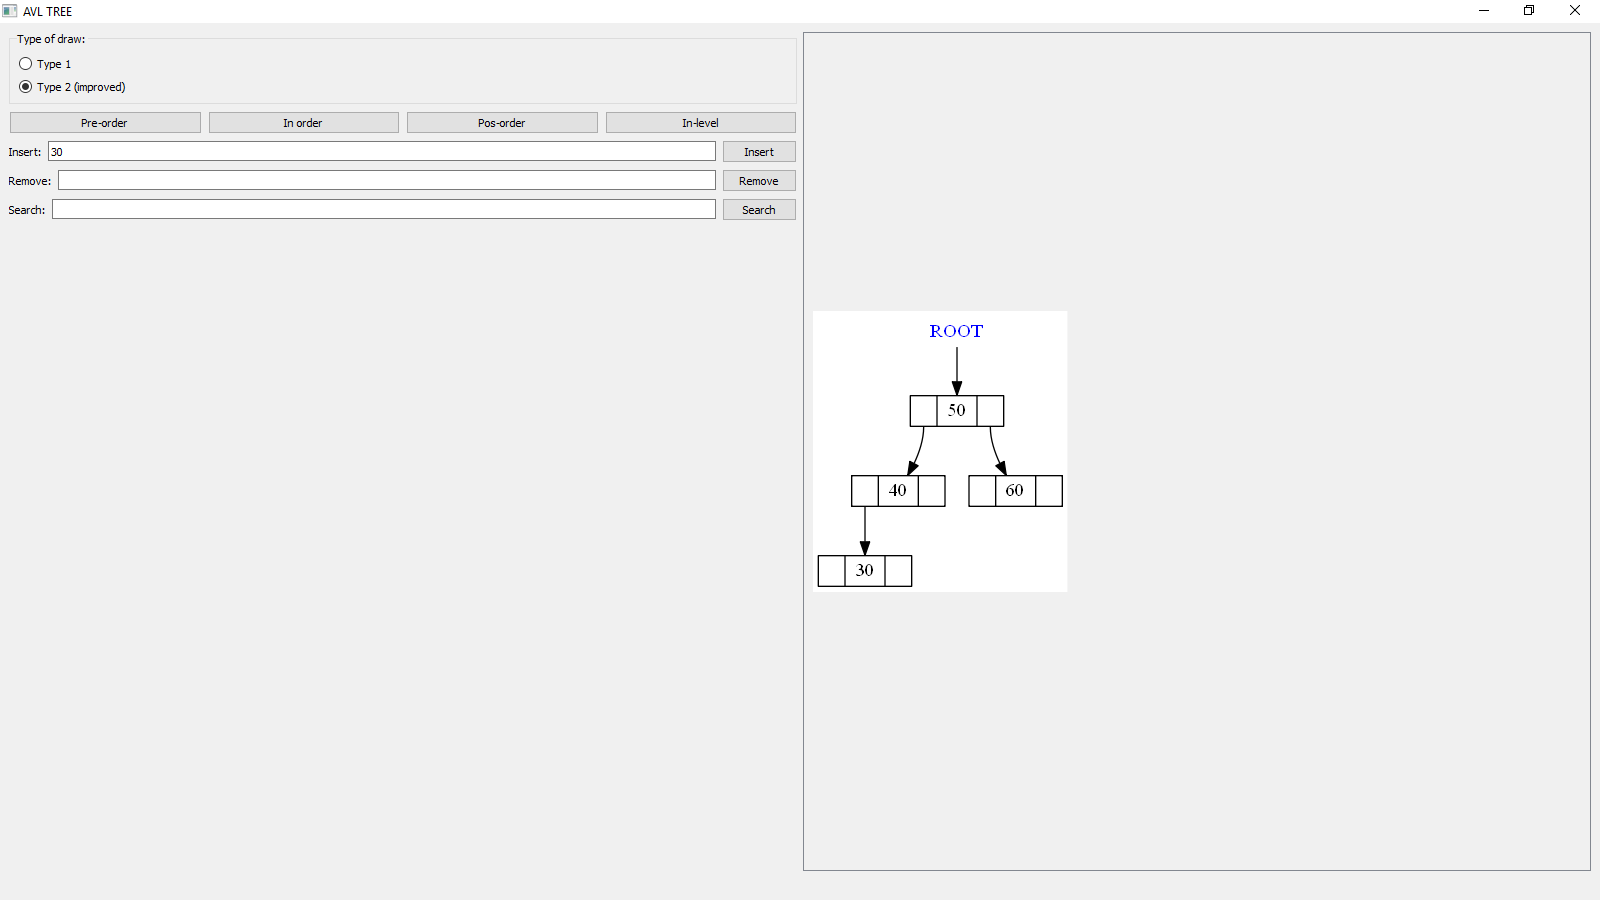 AVL TREE
Type of draw:
Type 1
Type 2 (improved)
Pre-order In order Pos-order In-level
Insert: 30 Insert
Remove: Remove
Search: Search
ROOT
50
40 60
30